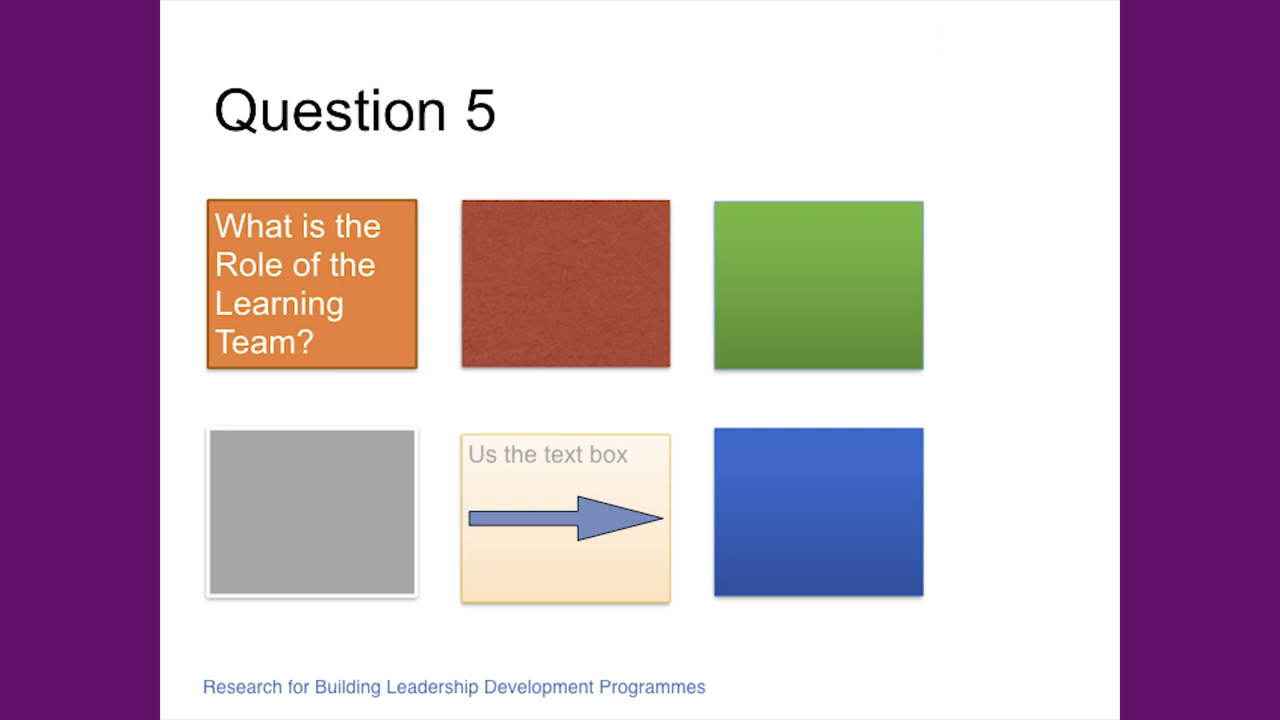 Question 5
What is the
Role of the
Learning
Team?
Us the text box
Research for Building Leadership Development Programmes